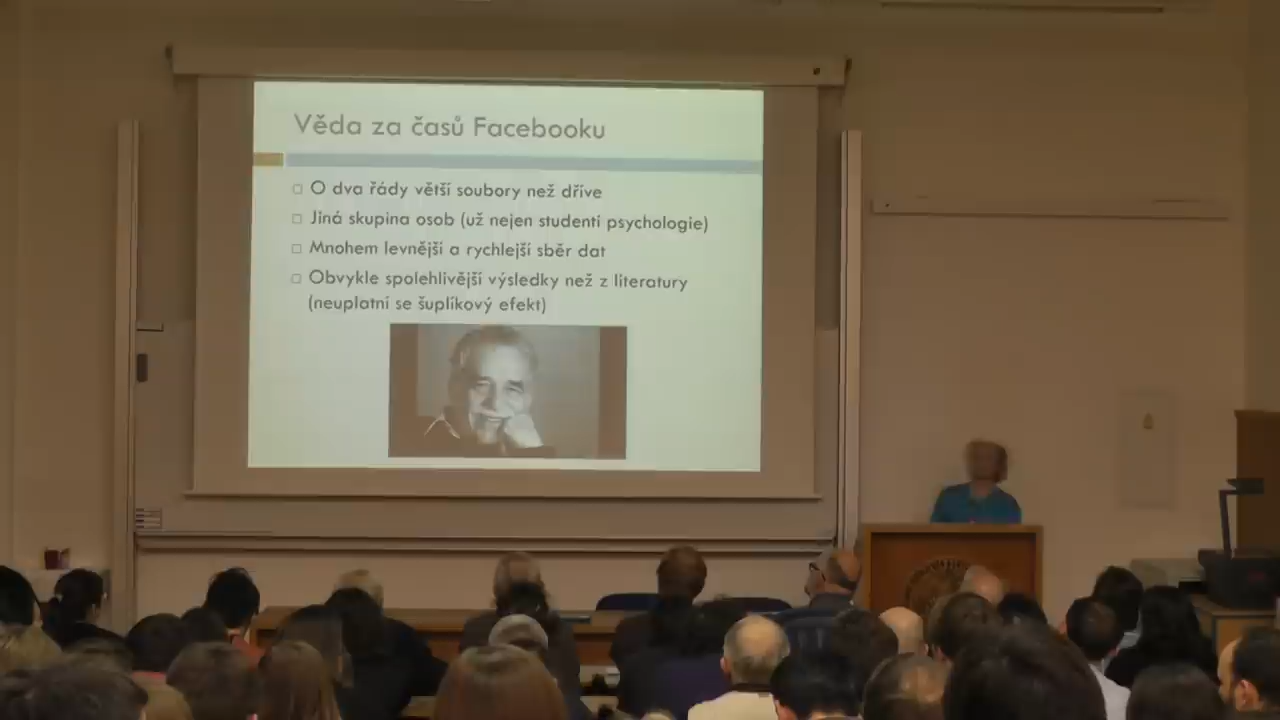 Věda za časů Facebooku
O dva řády větší soubory než dříve
Jiná skupina osob (už nejen studenti psychologie)
Mnohem levnější a rychlejší sběr dat
Obvykle spolehlivější výsledky než z literatury
(neuplatní se šuplíkový efekt)